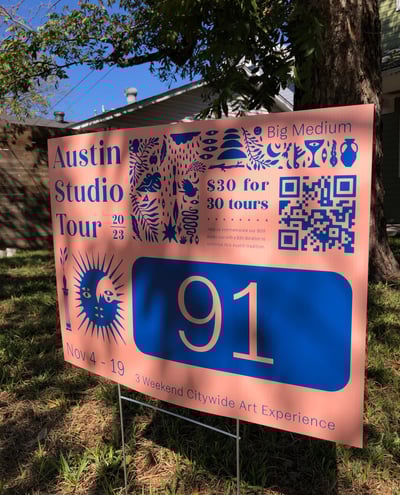 Big Medium
Austin
Studio
Tour
20
23
$30 for
30 tours
91
Nov 4 - 19
3 Weekend Citywide Art Experience